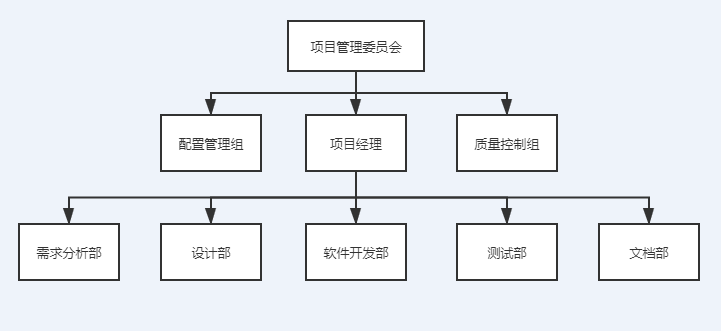 项目管理委员会
配置管理组
项目经理
质量控制组
需求分析部
设计部
软件开发部
测试部
文档部